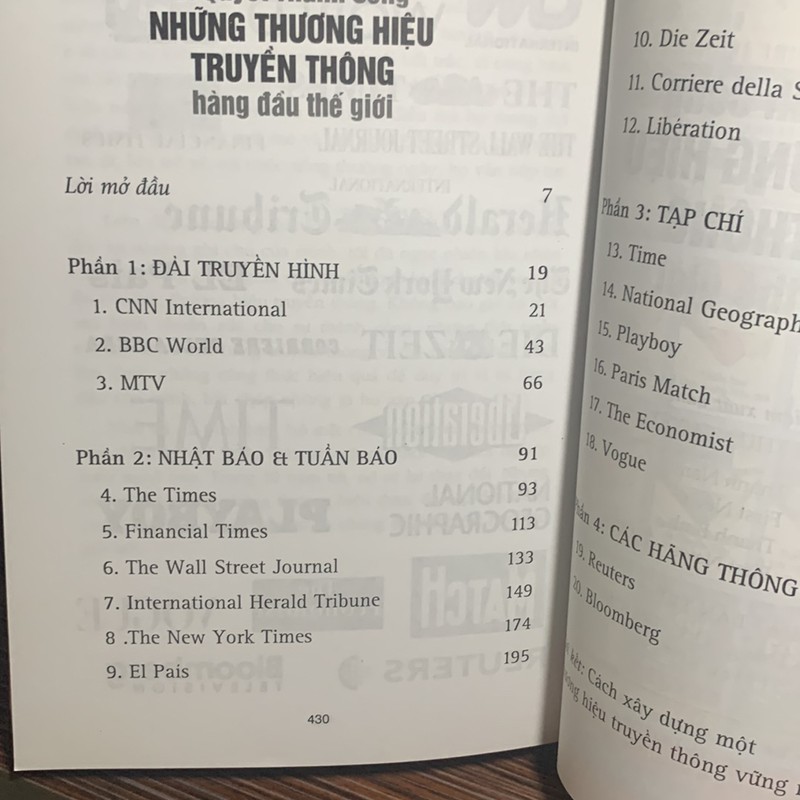 NHỮNG THƯƠNG HIỆU
TRUYỀN THÔNG
hàng đầu thế giới
Lời mở đầu 7
Phần 1: ĐÀI TRUYỀN HÌNH 19
1. CNN International 21
2. BBC World 43
3. MTV 66
Phần 2: NHẬT BÁO & TUẦN BÁO 91
4. The Times 93
5. Financial Times 113
6. The Wall Street Journal 133
7. International Herald Tribune 149
8 .The New York Times 174
9. El País 195
430
10. Die Zeit
11. Corriere della
12. Libération
Phần 3: TẠP CHÍ
13. Time
14. National Geograph
15. Playboy
16. Paris Match
17. The Economist
18. Vogue
Phần 4: CÁC HÃNG THÔNG
19. Reuters
20. Bloomberg
kết: Cách xây dựng một
hiệu truyền thông vững